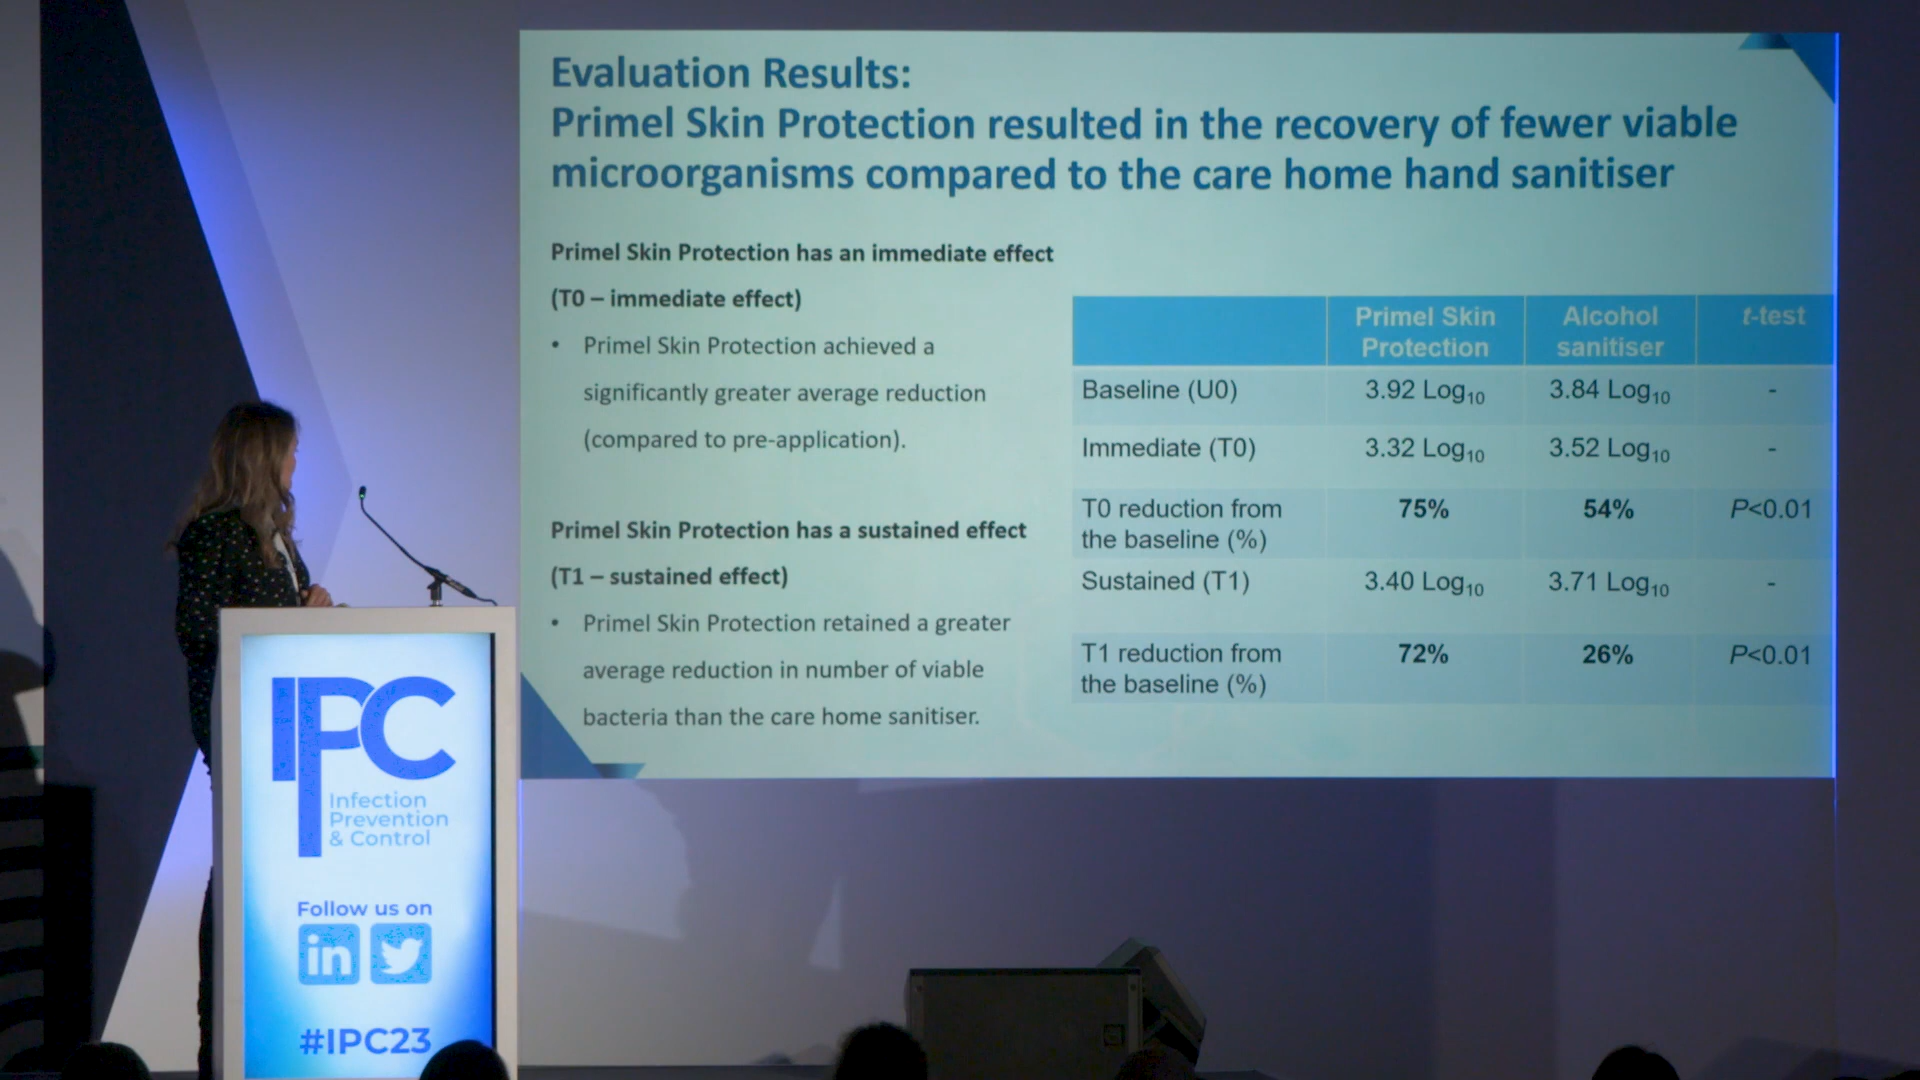 Evaluation Results:
Primel Skin Protection resulted in the recovery of fewer viable
microorganisms compared to the care home hand sanitiser
Primel Skin Protection has an immediate effect
(T0 – immediate effect)
• Primel Skin Protection achieved a
significantly greater average reduction
(compared to pre-application).
Primel Skin Protection has a sustained effect
(T1 – sustained effect)
• Primel Skin Protection retained a greater
average reduction in number of viable
bacteria than the care home sanitiser.
Primel Skin Protection Alcohol sanitiser t-test
Baseline (U0) 3.92 Log10 3.84 Log10 -
Immediate (T0) 3.32 Log10 3.52 Log10 -
T0 reduction from
the baseline (%) 75% 54% P<0.01
Sustained (T1) 3.40 Log10 3.71 Log10 -
T1 reduction from
the baseline (%) 72% 26% P<0.01
IPC
Infection
Prevention
& Control
Follow us on
in
#IPC23